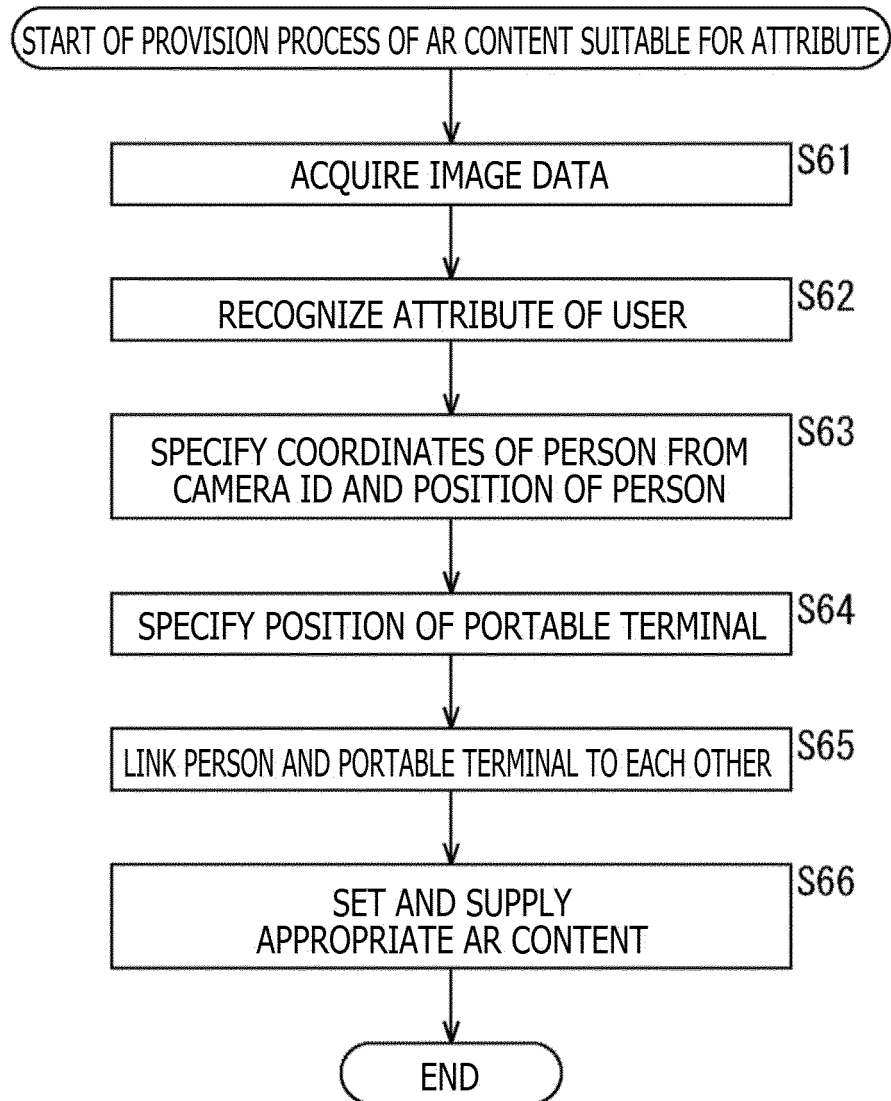 START OF PROVISION PROCESS OF AR CONTENT SUITABLE FOR ATTRIBUTE
S61
ACQUIRE IMAGE DATA
S62
RECOGNIZE ATTRIBUTE OF USER
S63
SPECIFY COORDINATES OF PERSON FROM
CAMERA ID AND POSITION OF PERSON
S64
SPECIFY POSITION OF PORTABLE TERMINAL
S65
LINK PERSON AND PORTABLE TERMINAL TO EACH OTHER
S66
SET AND SUPPLY
APPROPRIATE AR CONTENT
END